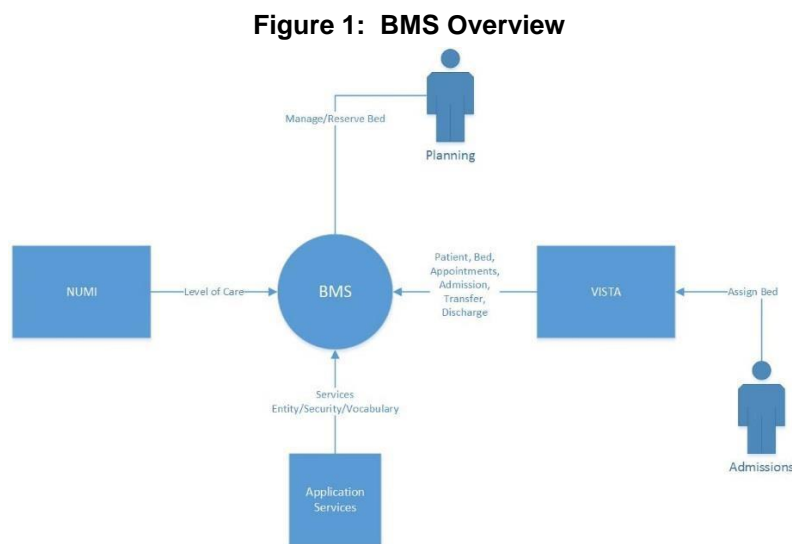 Figure 1: BMS Overview
Manage/Reserve Bed
Planning
NUMI
Level of Care
BMS
Patient, Bed,
Appointments,
Admission,
Transfer,
Discharge
VISTA
Assign Bed
Services
Entity/Security/Vocabulary
Admissions
Application
Services